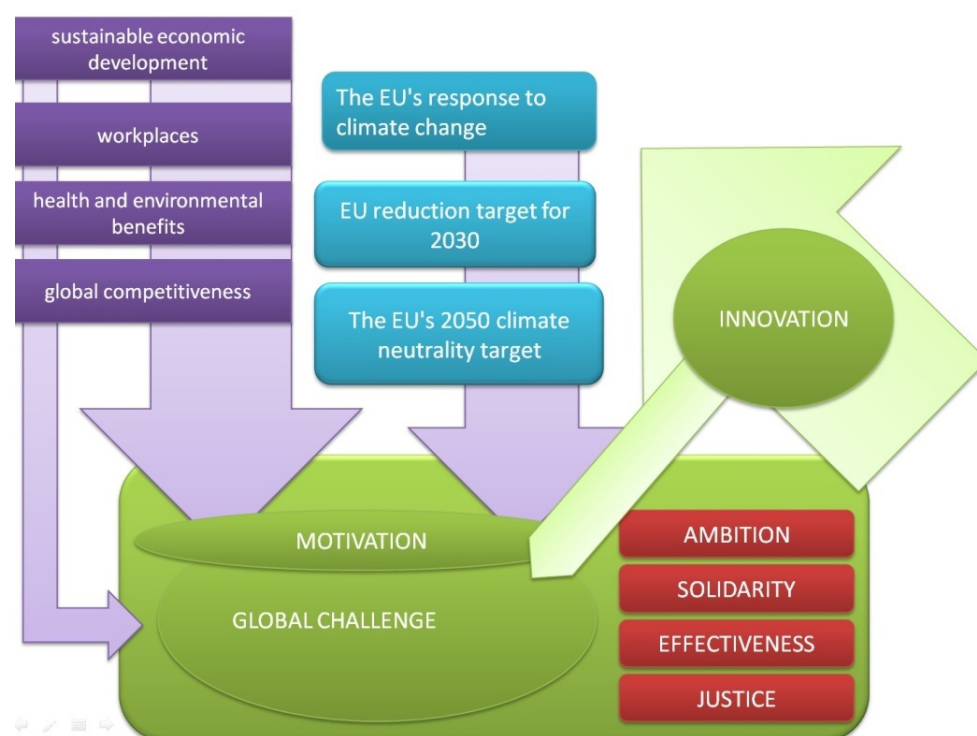 sustainable economic
development
workplaces
health and environmental
benefits
global competitiveness
The EU's response to
climate change
EU reduction target for
2030
The EU's 2050 climate
neutrality target
INNOVATION
MOTIVATION
GLOBAL CHALLENGE
AMBITION
SOLIDARITY
EFFECTIVENESS
JUSTICE